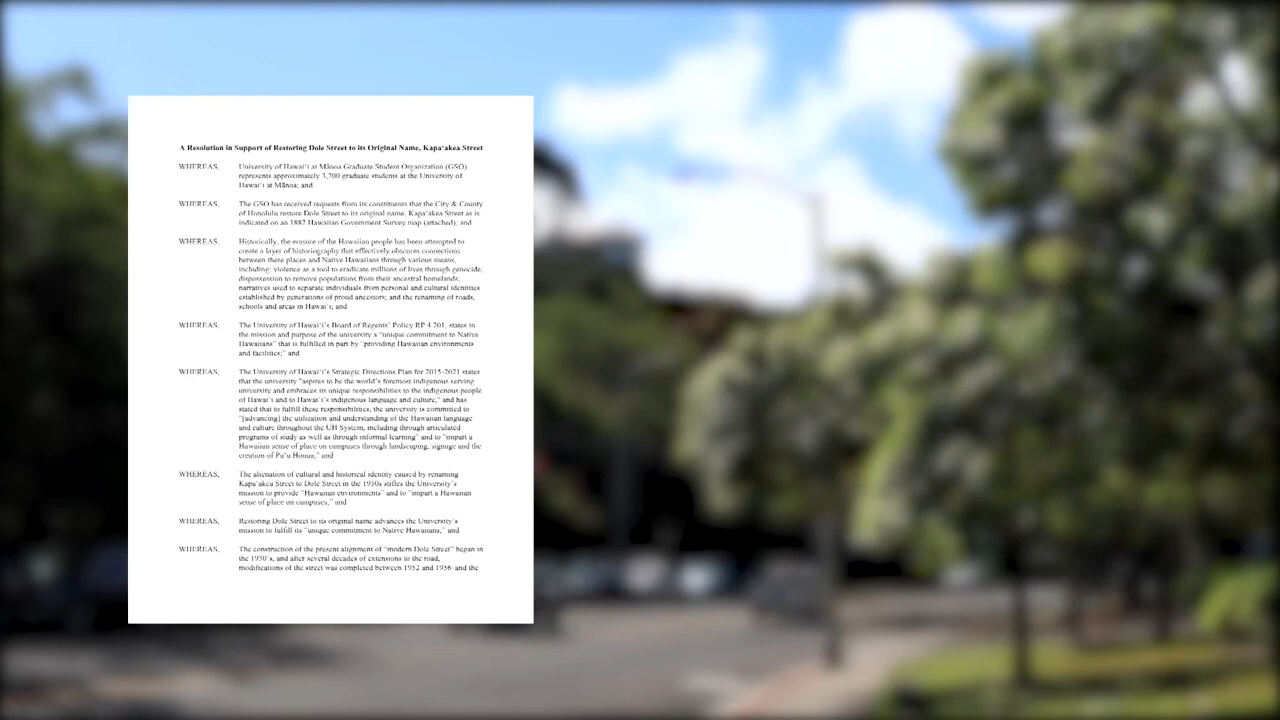 A Resolution in Support of Restoring Dole Street to its Original Name, Kapaʻakea Street
WHEREAS, University of Hawaiʻi at Mānoa Graduate Student Organization (GSO)
represents approximately 3,700 graduate students at the University of
Hawaiʻi at Mānoa; and
WHEREAS, The GSO has received requests from its constituents that the City & County
of Honolulu restore Dole Street to its original name, Kapaʻakea Street as is
indicated on an 1882 Hawaiian Government Survey map (attached); and
WHEREAS, Historically, the erasure of the Hawaiian people has been attempted to
create a layer of historiography that effectively obscures connections
between these places and Native Hawaiians through various means,
including: violence as a tool to eradicate millions of lives through genocide;
dispossession to remove populations from their ancestral homelands;
narratives used to separate individuals from personal and cultural identities
established by generations of proud ancestors; and the renaming of roads,
schools and areas in Hawaiʻi; and
WHEREAS, The University of Hawaiʻi's Board of Regents' Policy RP 4.201, states in
the mission and purpose of the university a "unique commitment to Native
Hawaiians" that is fulfilled in part by "providing Hawaiian environments
and facilities;" and
WHEREAS, The University of Hawaiʻi's Strategic Directions Plan for 2015-2021 states
that the university "aspires to be the world's foremost indigenous serving
university and embraces its unique responsibilities to the indigenous people
of Hawaiʻi and to Hawaiʻi's indigenous language and culture," and has
stated that to fulfill these responsibilities, the university is committed to
"[advancing] the utilization and understanding of the Hawaiian language
and culture throughout the UH System, including through articulated
programs of study as well as through informal learning" and to "impart a
Hawaiian sense of place on campuses through landscaping, signage and the
creation of Puʻu Honua;" and
WHEREAS, The alienation of cultural and historical identity caused by renaming
Kapaʻakea Street to Dole Street in the 1950s stifles the University's
mission to provide "Hawaiian environments" and to "impart a Hawaiian
sense of place on campuses;" and
WHEREAS, Restoring Dole Street to its original name advances the University's
mission to fulfill its "unique commitment to Native Hawaiians;" and
WHEREAS, The construction of the present alignment of "modern Dole Street" began in
the 1930's, and after several decades of extensions to the road,
modifications of the street was completed between 1952 and 1956 and the